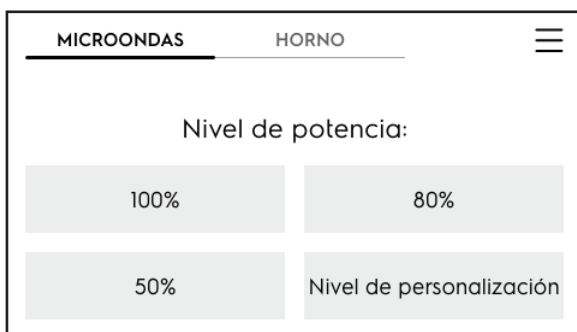 MICROONDAS HORNO
Nivel de potencia:
100% 80%
50% Nivel de personalización